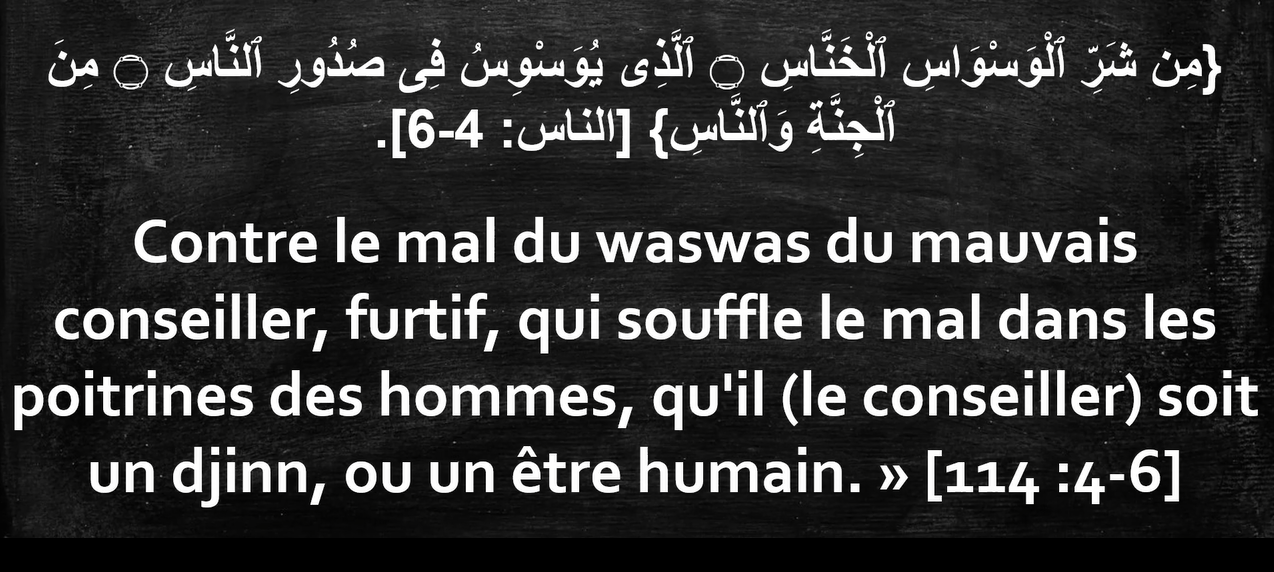 {مِن شَرِّ ٱلْوَسْوَاسِ ٱلْخَنَّاسِ ۝ ٱلَّذِى يُوَسْوِسُ فِى صُدُورِ ٱلنَّاسِ ۝ مِنَ
ٱلْجِنَّةِ وَٱلنَّاسِ} [الناس: 4-6].
Contre le mal du waswas du mauvais
conseiller, furtif, qui souffle le mal dans les
poitrines des hommes, qu'il (le conseiller) soit
un djinn, ou un être humain. » [114 :4-6]